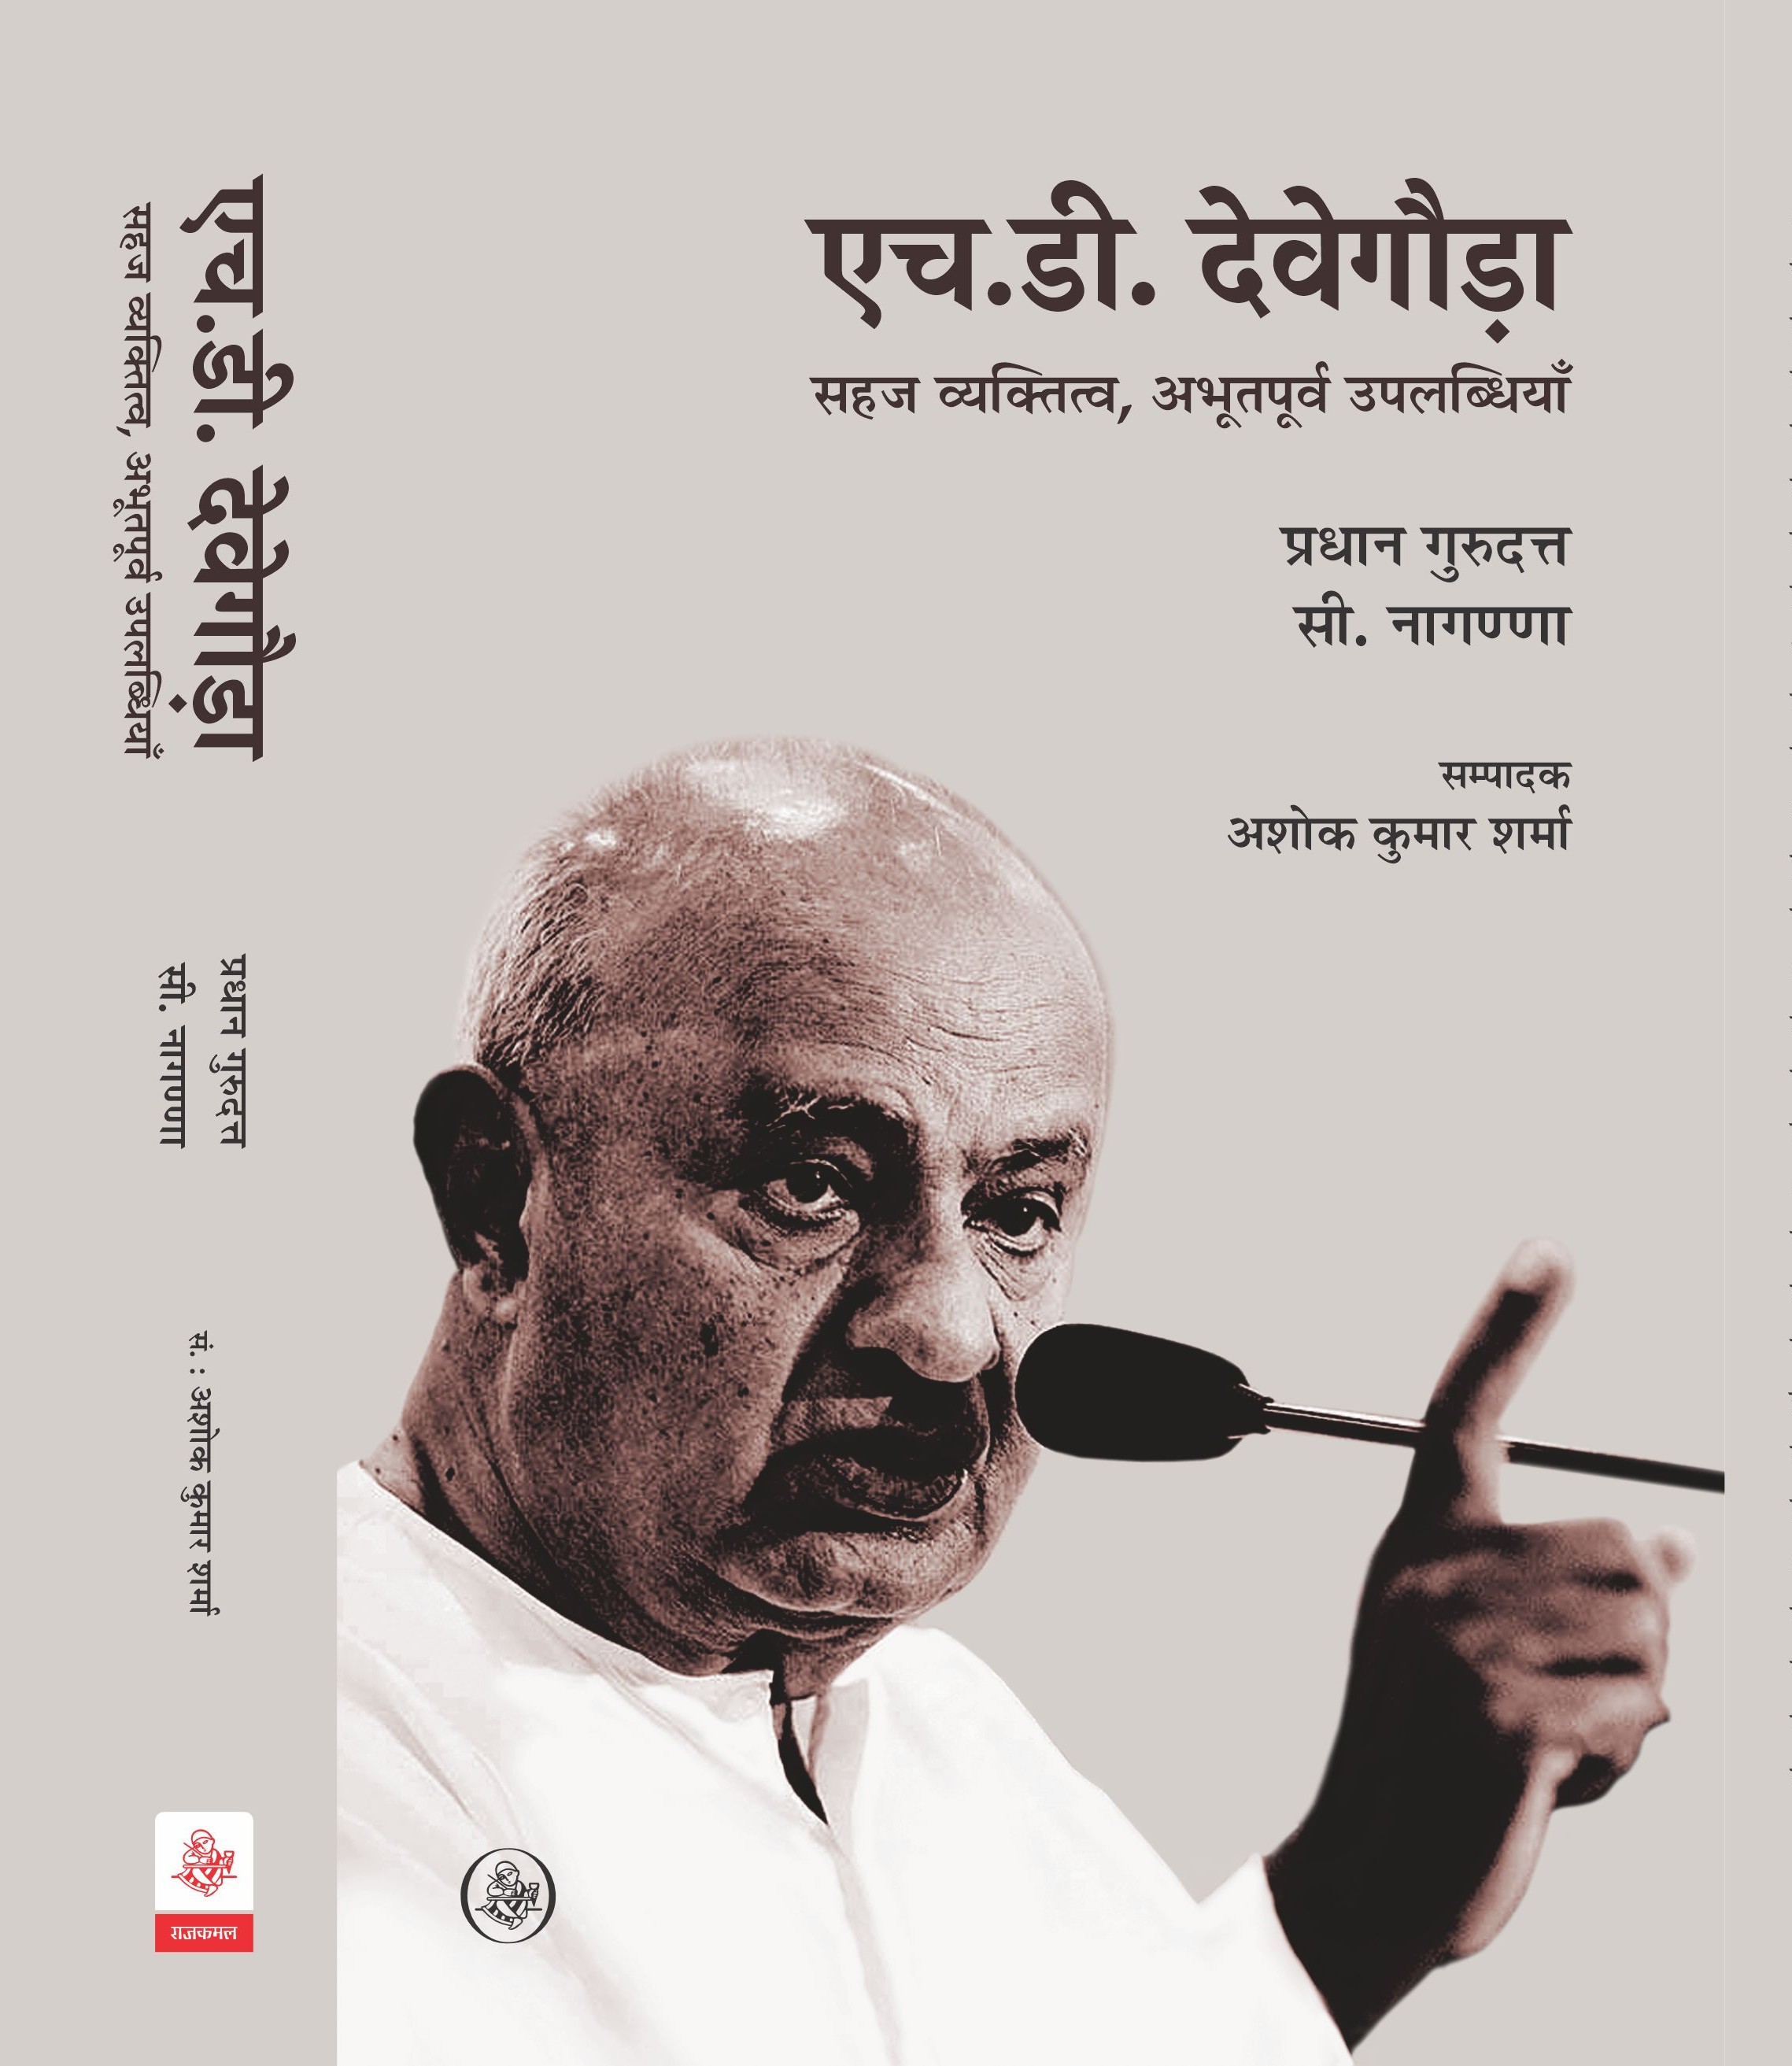 एच.डी. देवेगौड़ा
सहज व्यक्तित्व, अभूतपूर्व उपलब्धियाँ
प्रधान गुरुदत्त
सी. नागण्णा
सम्पादक
अशोक कुमार शर्मा
एच.डी. देवेगौड़ा
सहज व्यक्तित्व, अभूतपूर्व उपलब्धियाँ
प्रधान गुरुदत्त
सी. नागण्णा
सं. : अशोक कुमार शर्मा
राजकमल